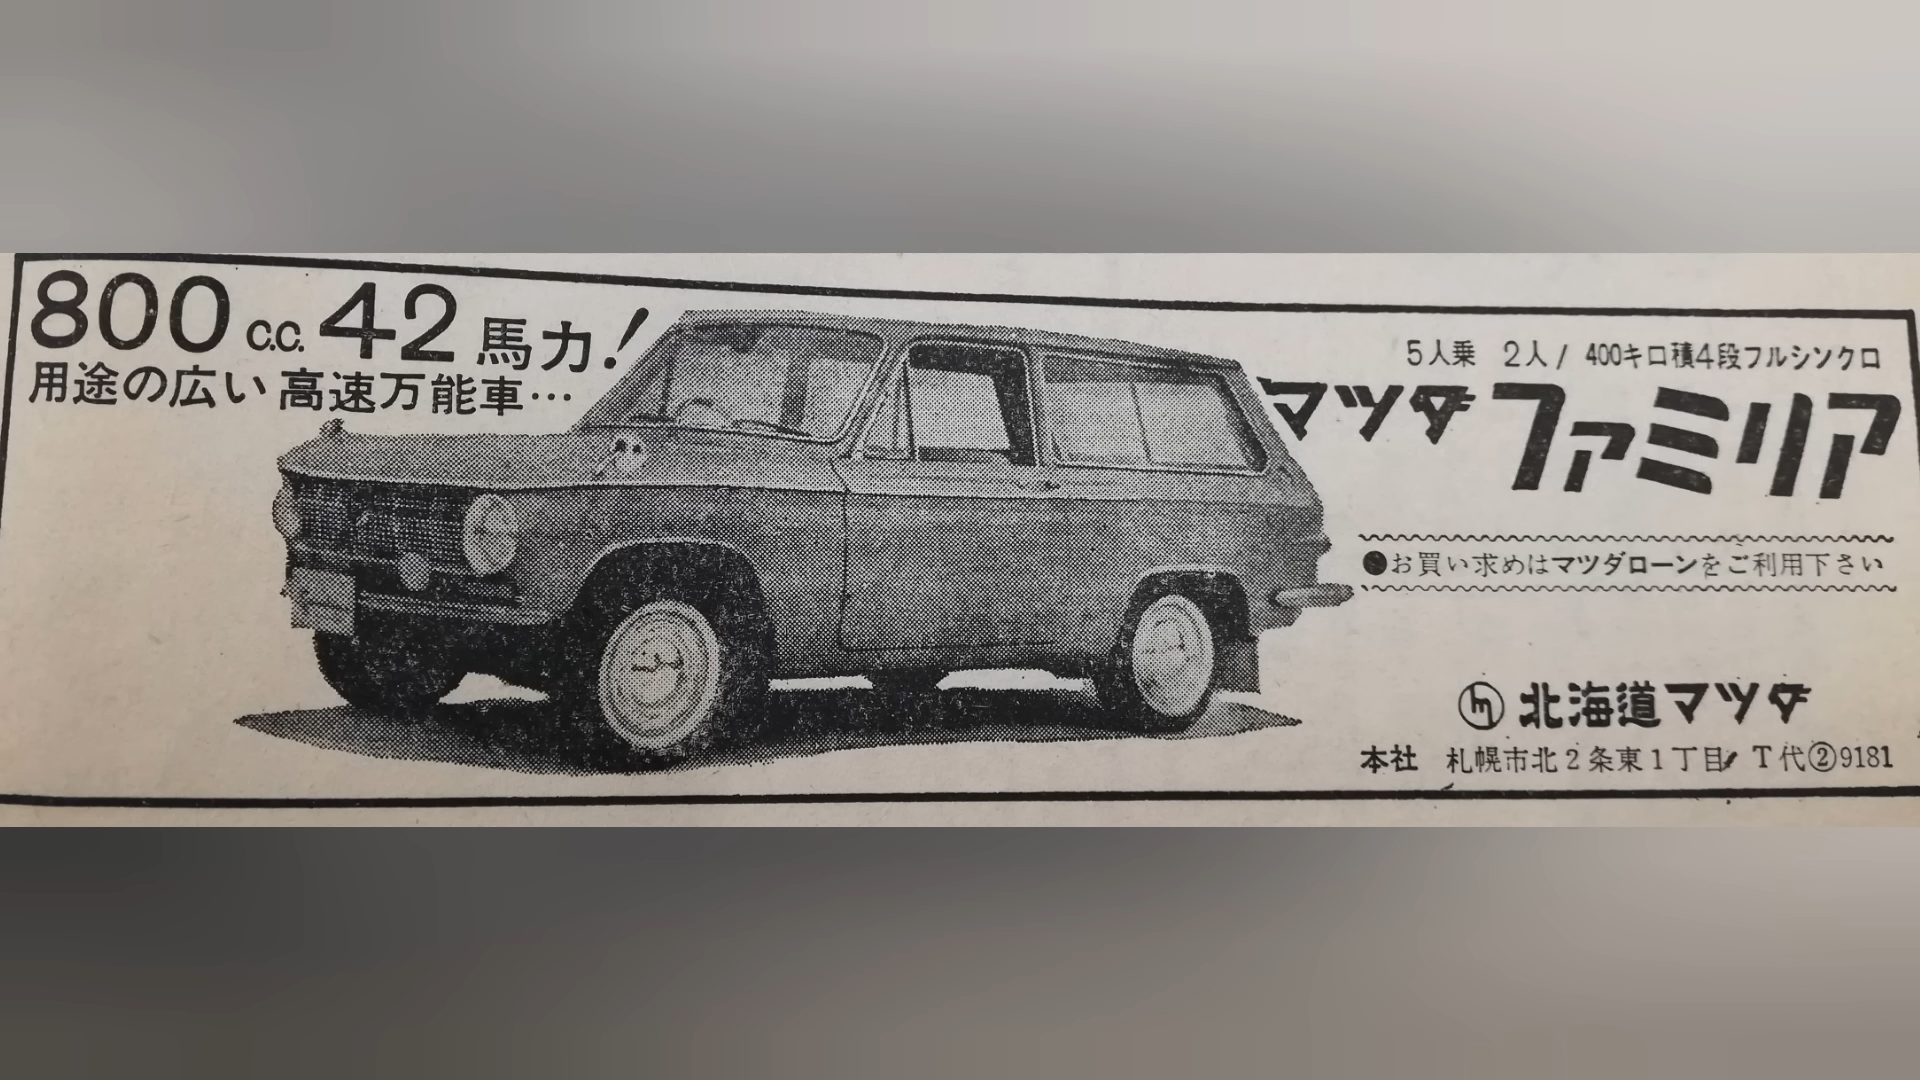 800c.c. 42馬力!
用途の広い 高速万能車…
5人乗 2人/400キロ積4段フルシンクロ
マツダ ファミリア
●お買い求めはマツダローンをご利用下さい
北海道マツダ
本社 札幌市北2条東1丁目 T代②9181